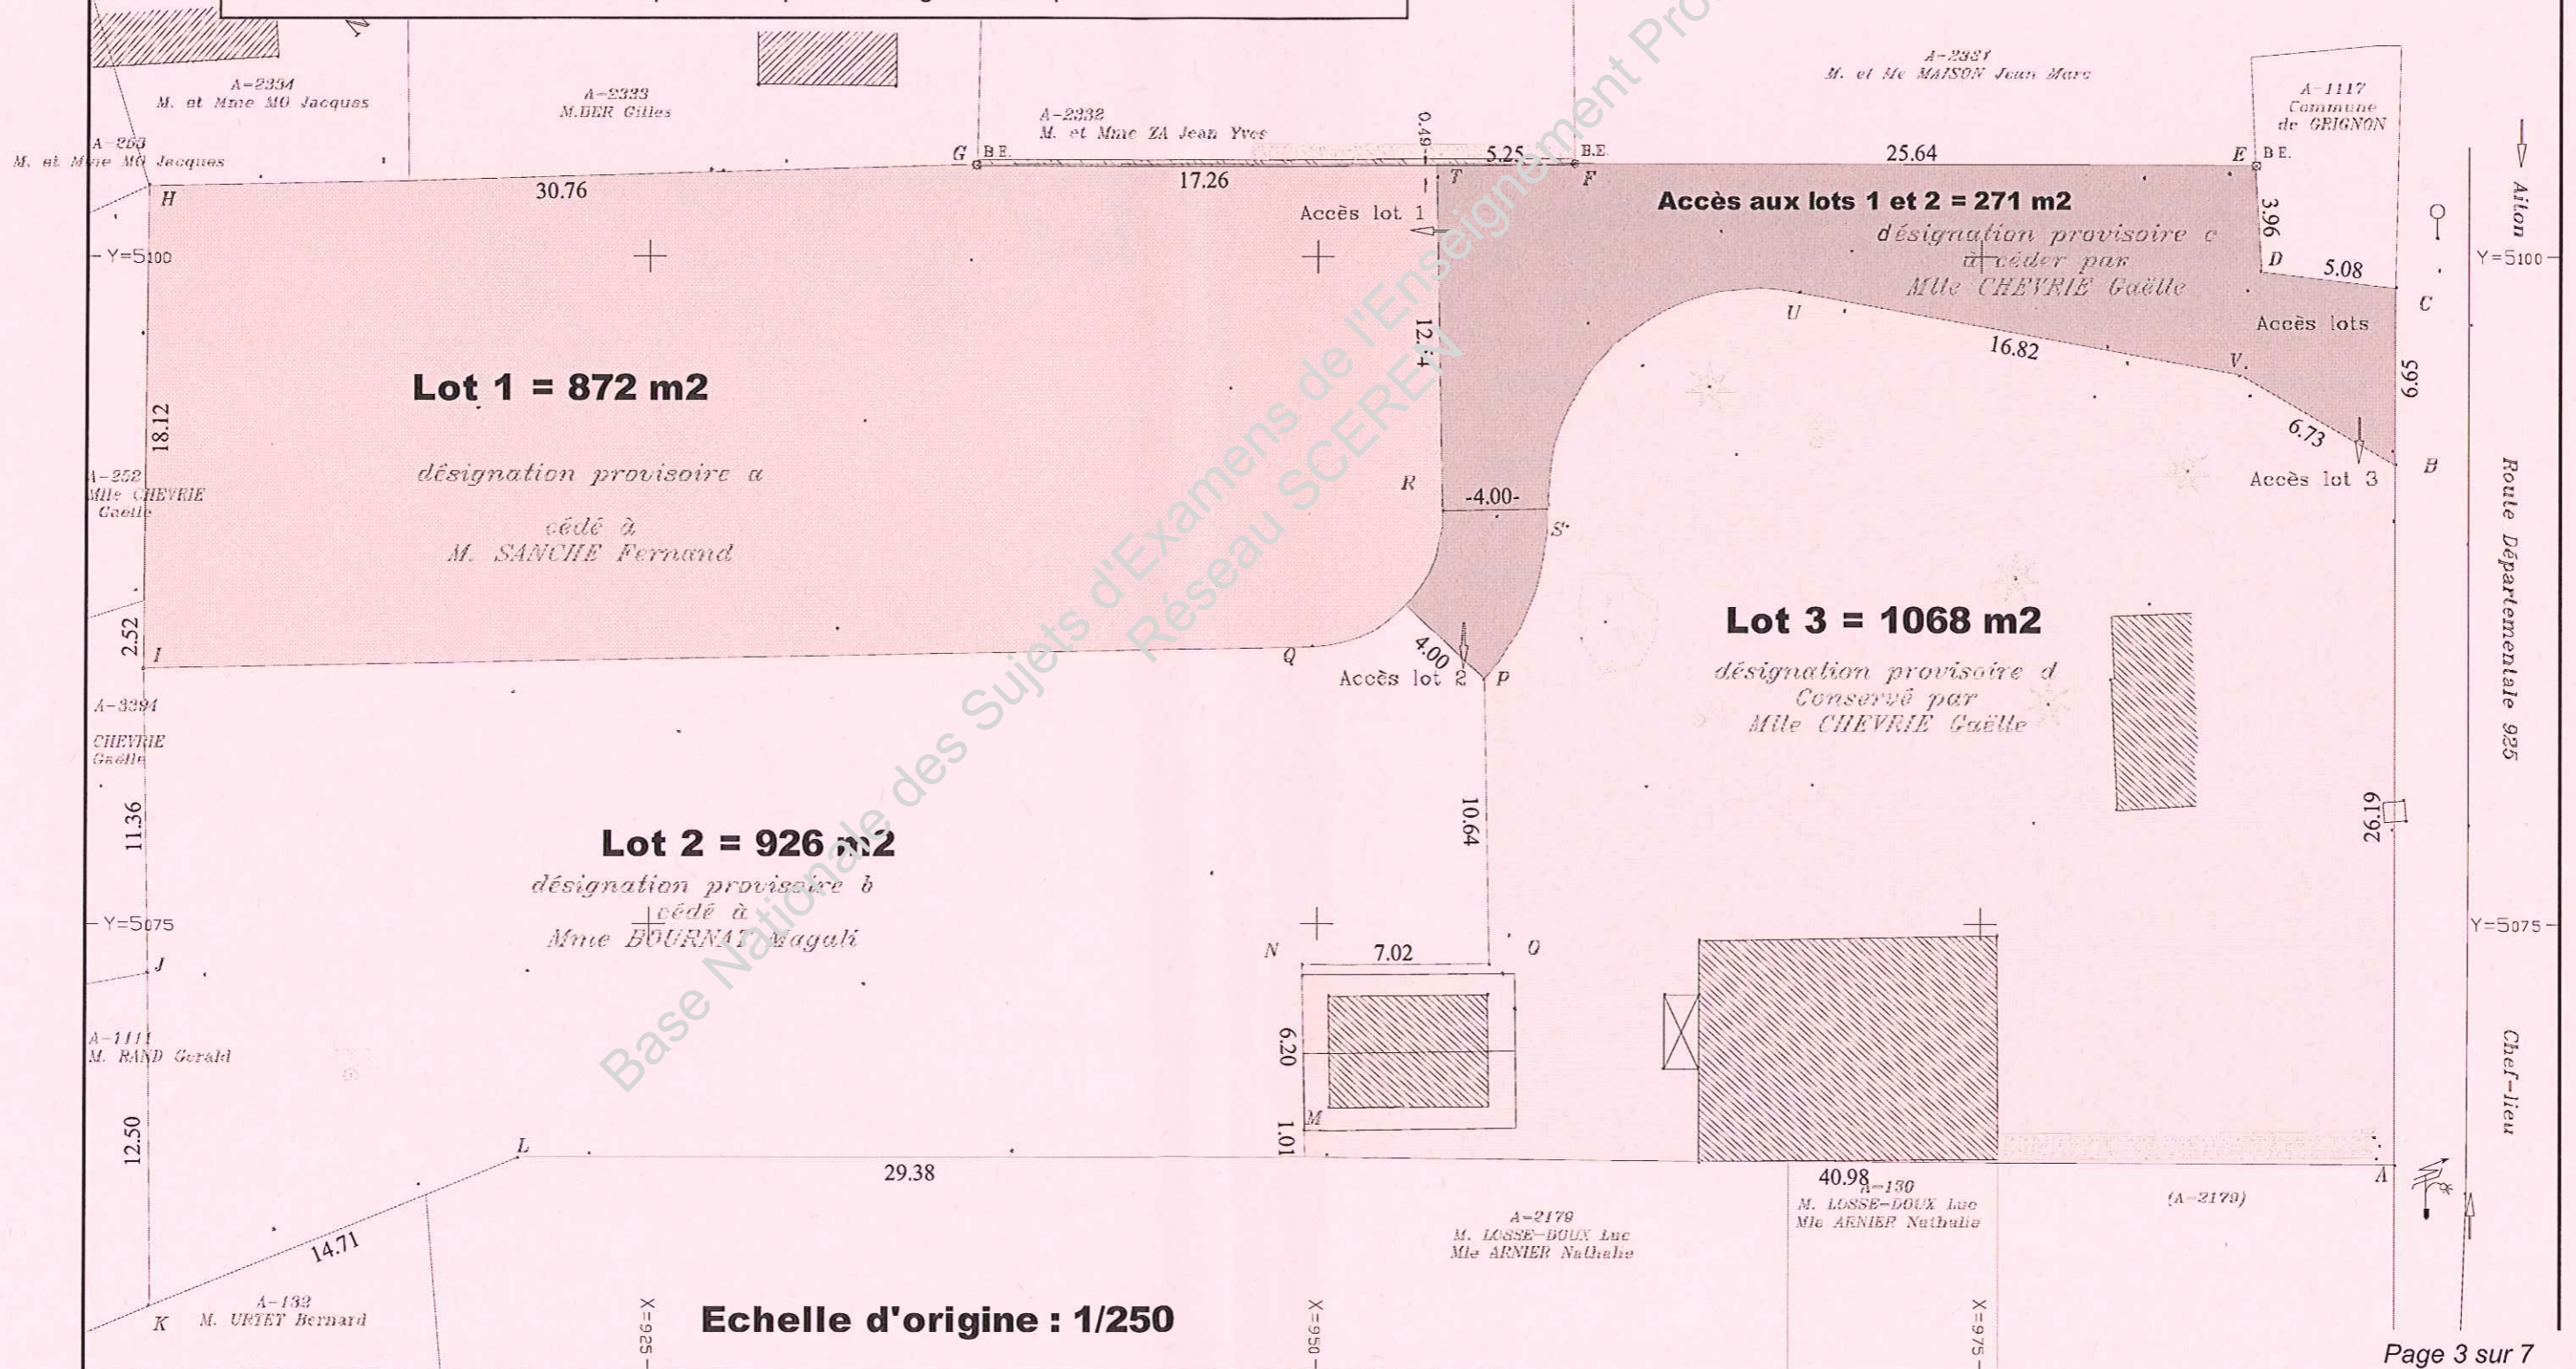 A-2334
M. et Mme MO Jacques
A-2333
M.BER Gilles
A-2332
M. et Mme ZA Jean Yves
A-2331
M. et Me MAISON Jean Marc
A-1117
Commune
de GRIGNON
A-253
M. et Mme MO Jacques
H
30.76
G
B.E.
17.26
0.49
T
5.25
B.E.
F
25.64
E
B.E.
Accès lot 1
Accès aux lots 1 et 2 = 271 m2
désignation provisoire c
à céder par
Mlle CHEVRIE Gaëlle
3.96
D
5.08
C
Aiton
Y=5100
Y=5100
U
16.82
V
Accès lots
6.65
6.73
B
Accès lot 3
Lot 1 = 872 m2
désignation provisoire a
cédé à
M. SANCHE Fernand
18.12
A-252
Mlle CHEVRIE
Gaëlle
R
-4.00-
S
2.52
I
Q
4.00
Accès lot 2
P
Lot 3 = 1068 m2
désignation provisoire d
Conservé par
Mlle CHEVRIE Gaëlle
Route Départementale 925
A-3394
CHEVRIE
Gaëlle
11.36
10.64
26.19
Lot 2 = 926 m2
désignation provisoire b
cédé à
Mme BOURNAT Magali
Y=5075
Y=5075
J
N
7.02
O
A-1111
M. RAND Gerald
6.20
M
1.01
Chef-lieu
12.50
L
29.38
40.98
A
A-130
M. LOSSE-DOUX Luc
Mle ARNIER Nathalie
(A-2179)
A-2179
M. LOSSE-DOUX Luc
Mle ARNIER Nathalie
14.71
K
A-132
M. URTET Bernard
X=925
Echelle d'origine : 1/250
X=950
X=975
Page 3 sur 7
Base Nationale des Sujets d'Examens de l'Enseignement Pro
Réseau SCEREN